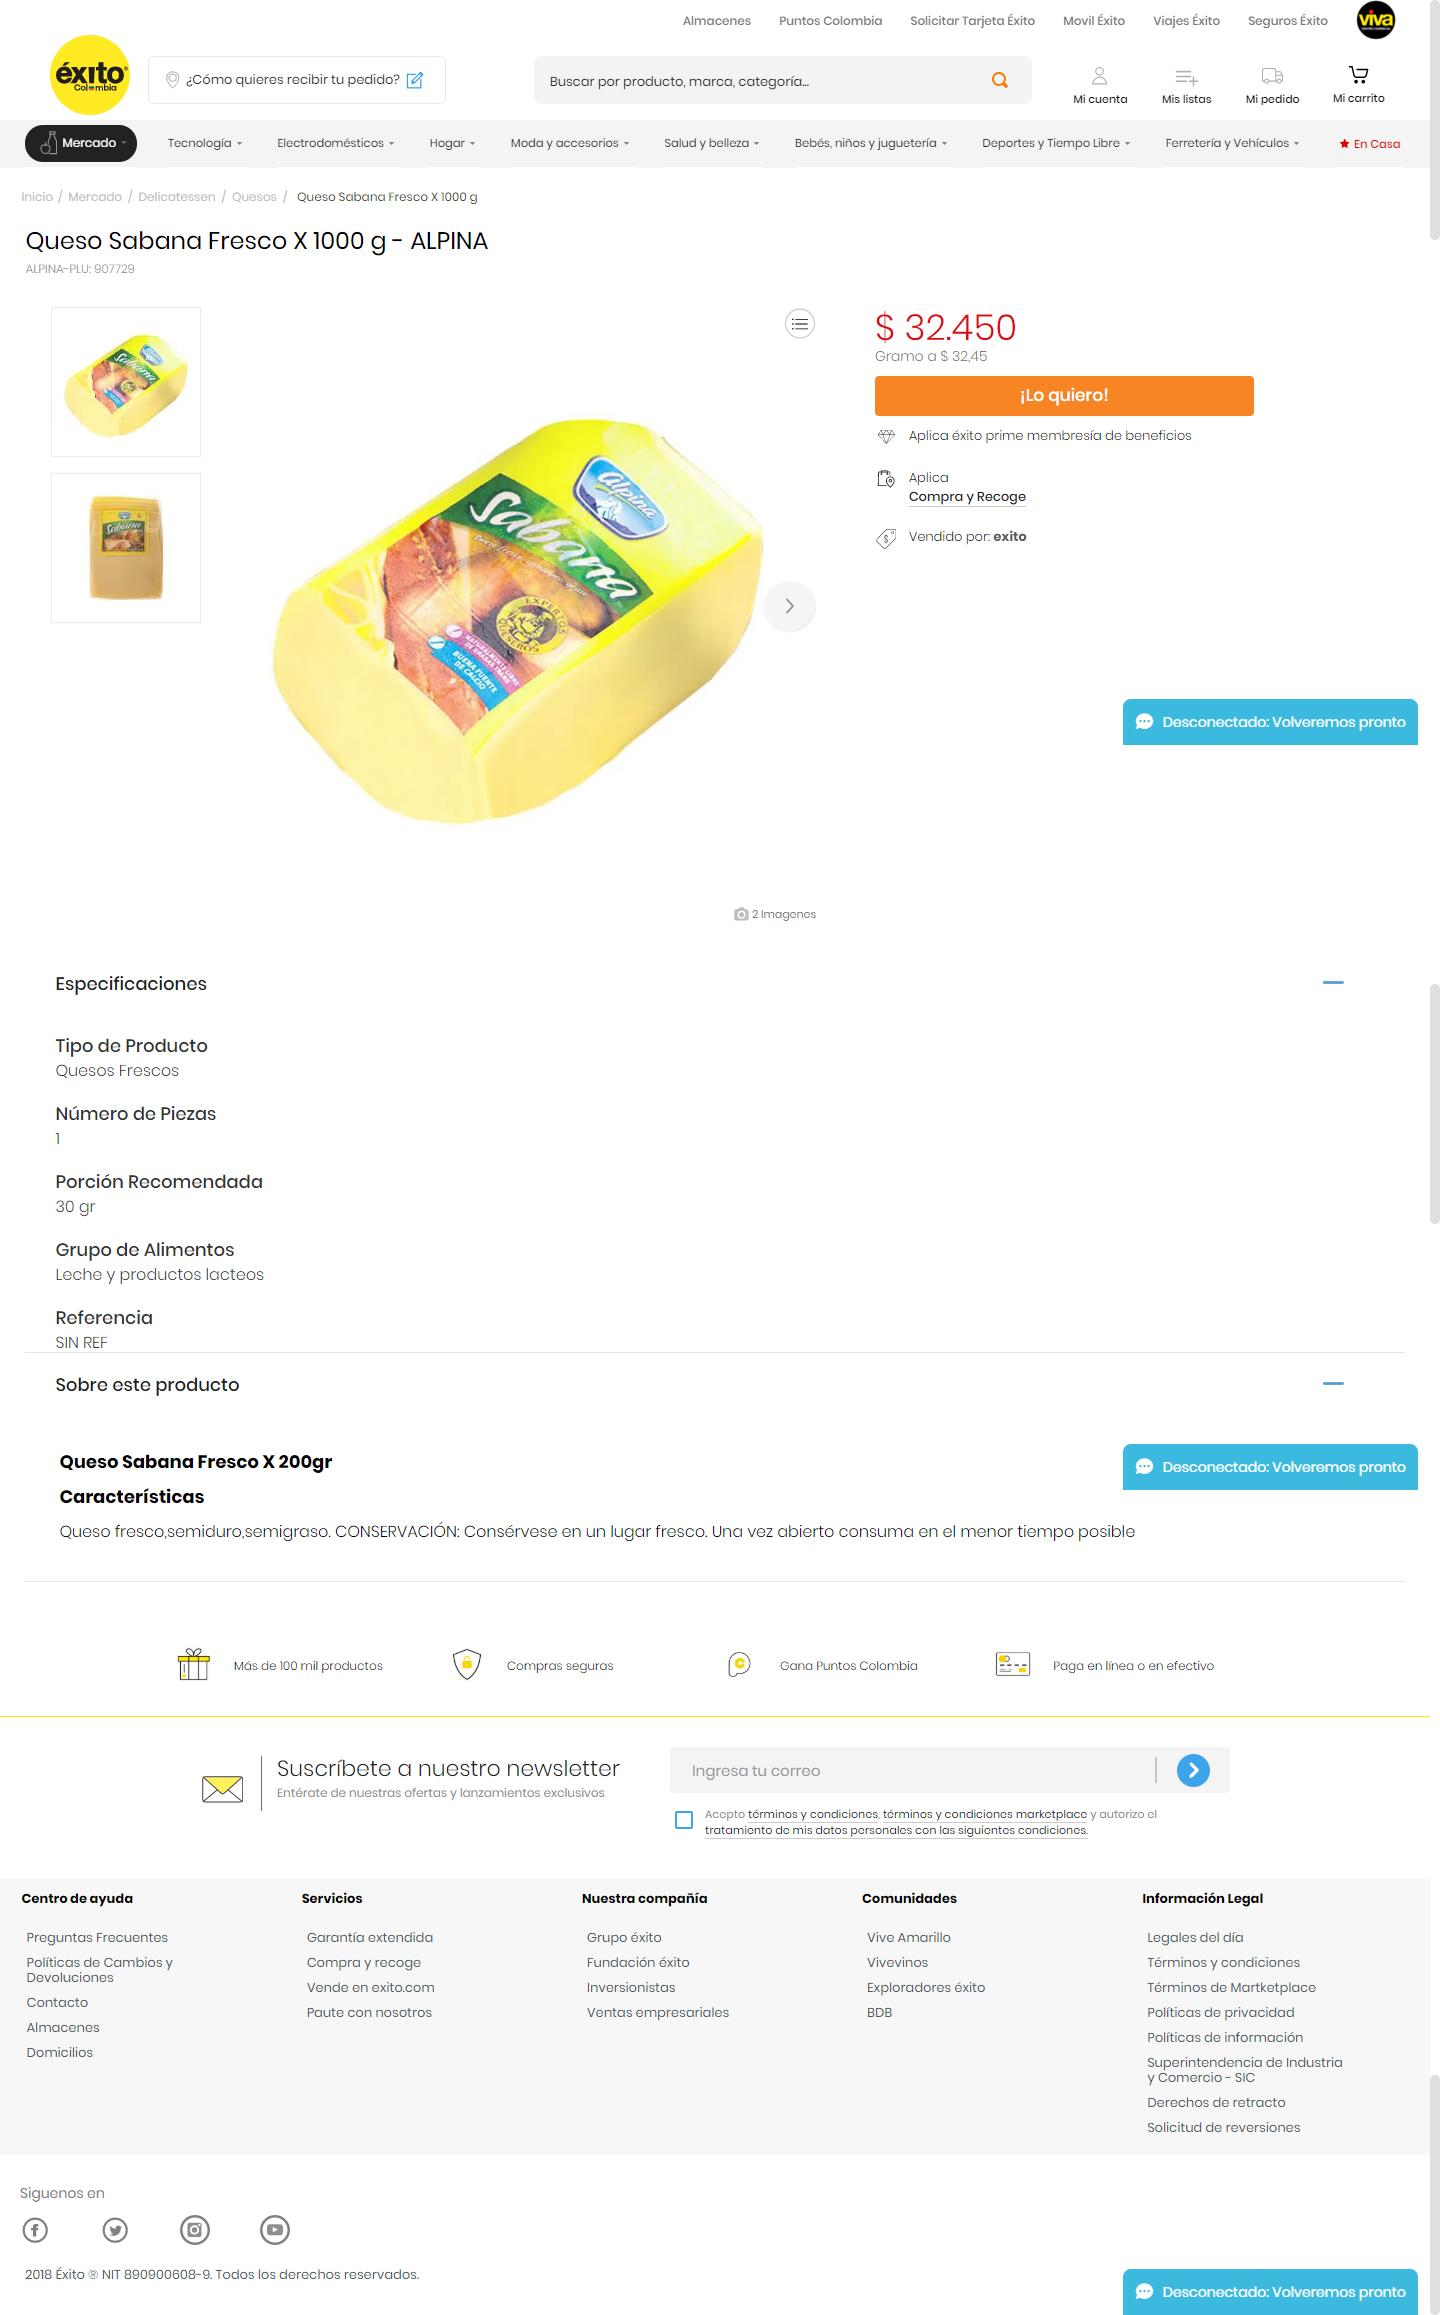 Almacenes Puntos Colombia Solicitar Tarjeta Éxito Movil Éxito Viajes Éxito Seguros Éxito viva
éxito
Colombia
¿Cómo quieres recibir tu pedido?
Buscar por producto, marca, categoría...
Mi cuenta Mis listas Mi pedido Mi carrito
Mercado Tecnología Electrodomésticos Hogar Moda y accesorios Salud y belleza Bebés, niños y juguetería Deportes y Tiempo Libre Ferretería y Vehículos En Casa
Inicio / Mercado / Delicatessen / Quesos / Queso Sabana Fresco X 1000 g
Queso Sabana Fresco X 1000 g - ALPINA
ALPINA-PLU: 907729
alpina
Sabana
EXPERTOS
QUESEROS
NATURALMENTE LIBRE
DE GRASAS TRANS
BUENA FUENTE
DE CALCIO
$ 32.450
Gramo a $ 32,45
¡Lo quiero!
Aplica éxito prime membresía de beneficios
Aplica
Compra y Recoge
Vendido por: exito
Desconectado: Volveremos pronto
2 Imagenes
Especificaciones
Tipo de Producto
Quesos Frescos
Número de Piezas
1
Porción Recomendada
30 gr
Grupo de Alimentos
Leche y productos lacteos
Referencia
SIN REF
Sobre este producto
Queso Sabana Fresco X 200gr
Desconectado: Volveremos pronto
Características
Queso fresco,semiduro,semigraso. CONSERVACIÓN: Consérvese en un lugar fresco. Una vez abierto consuma en el menor tiempo posible
Más de 100 mil productos Compras seguras Gana Puntos Colombia Paga en línea o en efectivo
Suscríbete a nuestro newsletter
Entérate de nuestras ofertas y lanzamientos exclusivos
Ingresa tu correo
Acepto términos y condiciones, términos y condiciones marketplace y autorizo el
tratamiento de mis datos personales con las siguientes condiciones.
Centro de ayuda
Preguntas Frecuentes
Políticas de Cambios y
Devoluciones
Contacto
Almacenes
Domicilios
Servicios
Garantía extendida
Compra y recoge
Vende en exito.com
Paute con nosotros
Nuestra compañía
Grupo éxito
Fundación éxito
Inversionistas
Ventas empresariales
Comunidades
Vive Amarillo
Vivevinos
Exploradores éxito
BDB
Información Legal
Legales del día
Términos y condiciones
Términos de Martketplace
Políticas de privacidad
Políticas de información
Superintendencia de Industria
y Comercio - SIC
Derechos de retracto
Solicitud de reversiones
Siguenos en
2018 Éxito ® NIT 890900608-9. Todos los derechos reservados.
Desconectado: Volveremos pronto